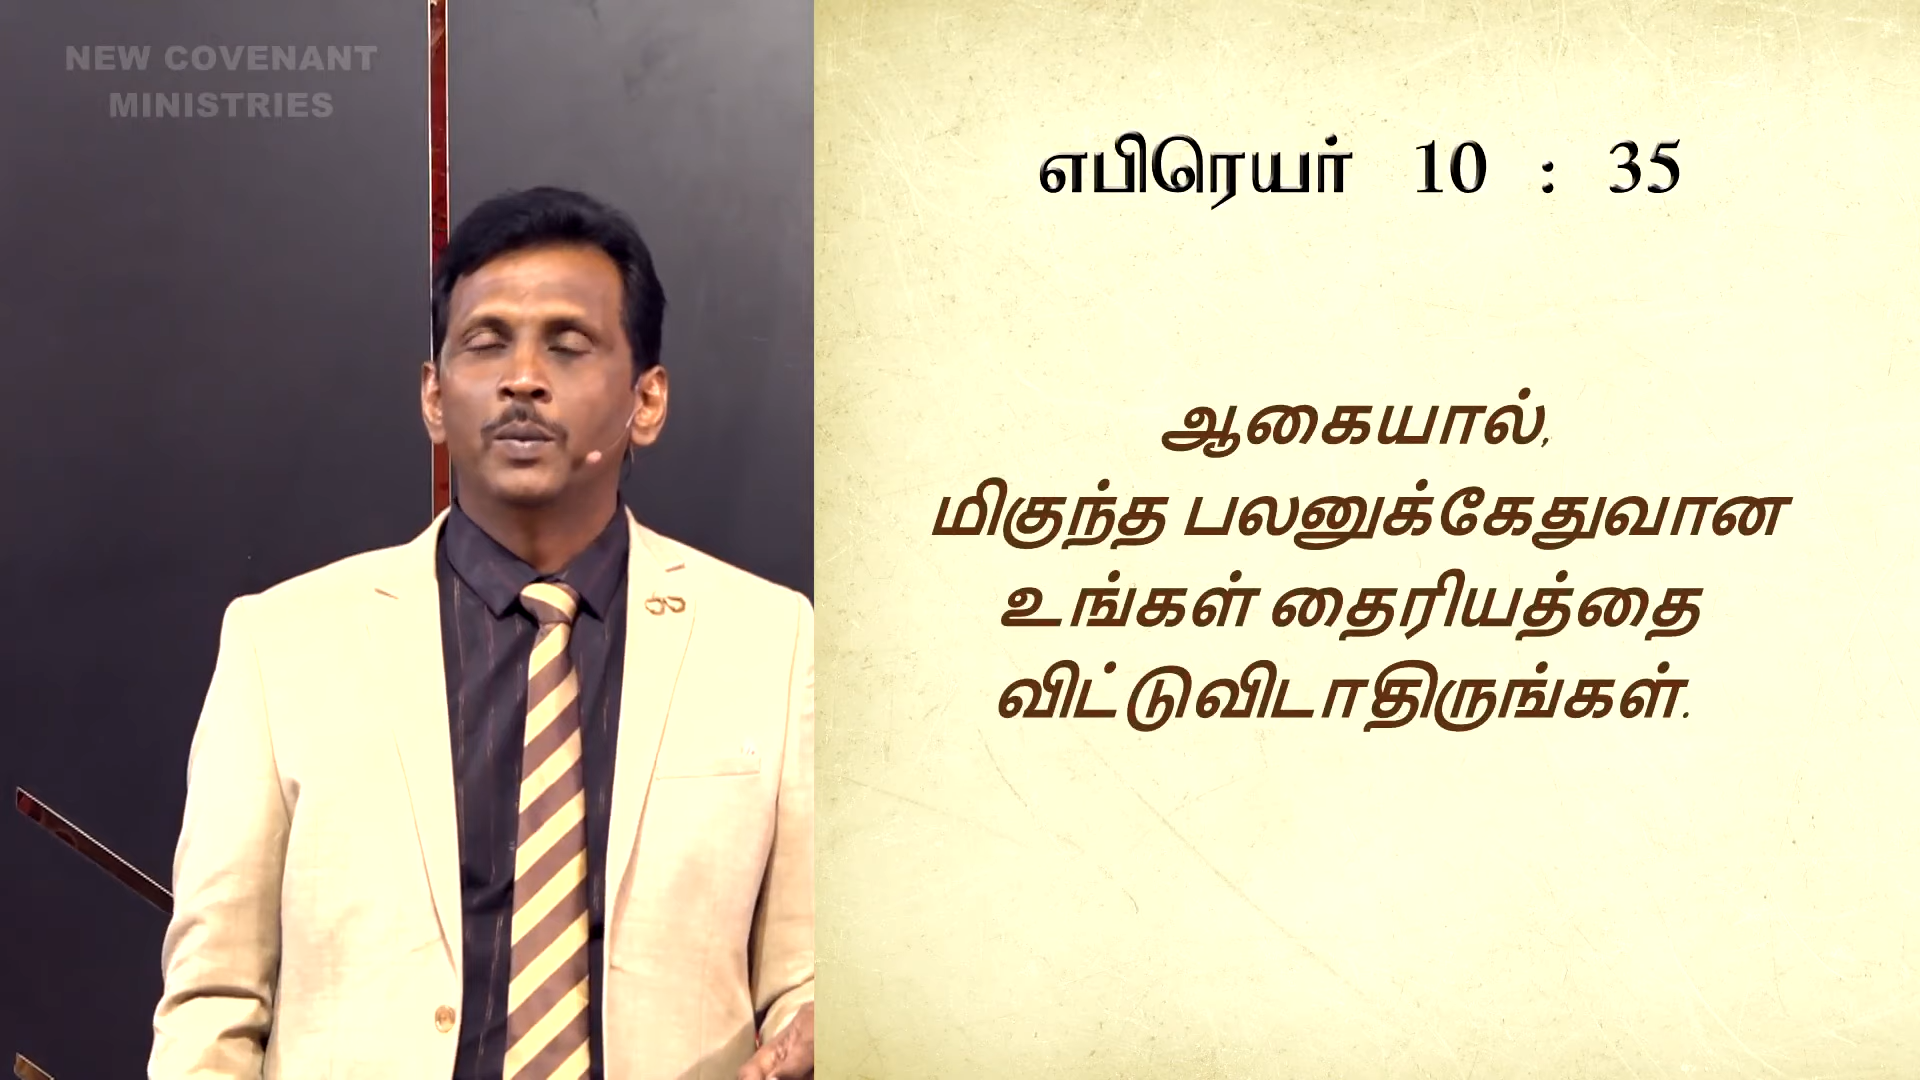 NEW COVENANT
MINISTRIES
எபிரெயர் 10 : 35
ஆகையால்,
மிகுந்த பலனுக்கேதுவான
உங்கள் தைரியத்தை
விட்டுவிடாதிருங்கள்.